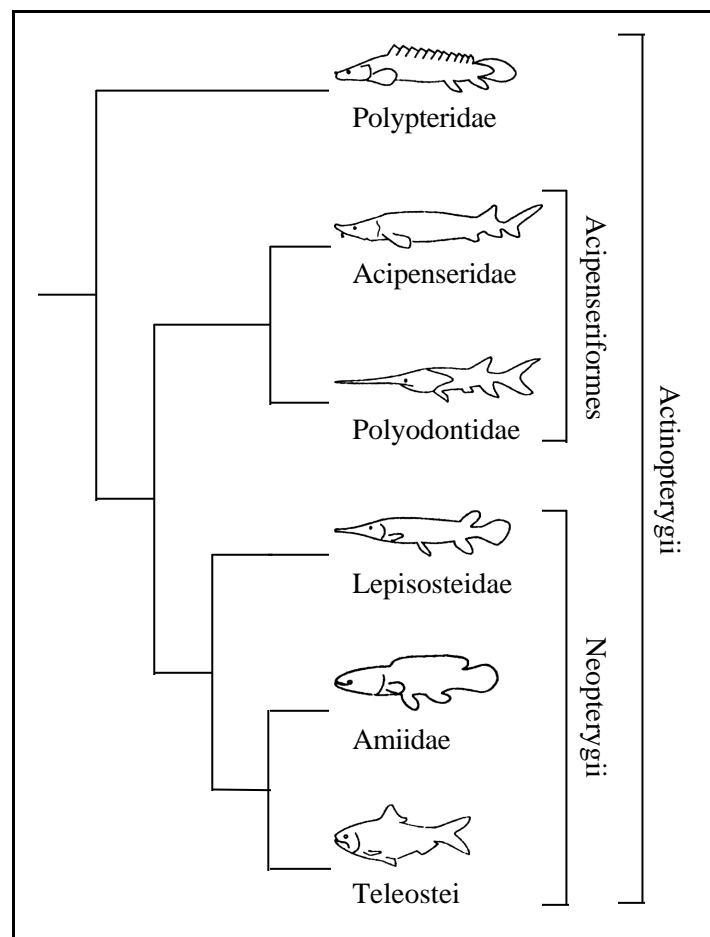 Polypteridae
Acipenseridae
Polyodontidae
Acipenseriformes
Lepisosteidae
Amiidae
Teleostei
Neopterygii
Actinopterygii